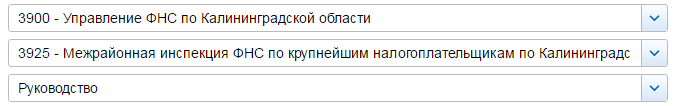 3900 - Управление ФНС по Калининградской области
3925 - Межрайонная инспекция ФНС по крупнейшим налогоплательщикам по Калининградс
Руководство